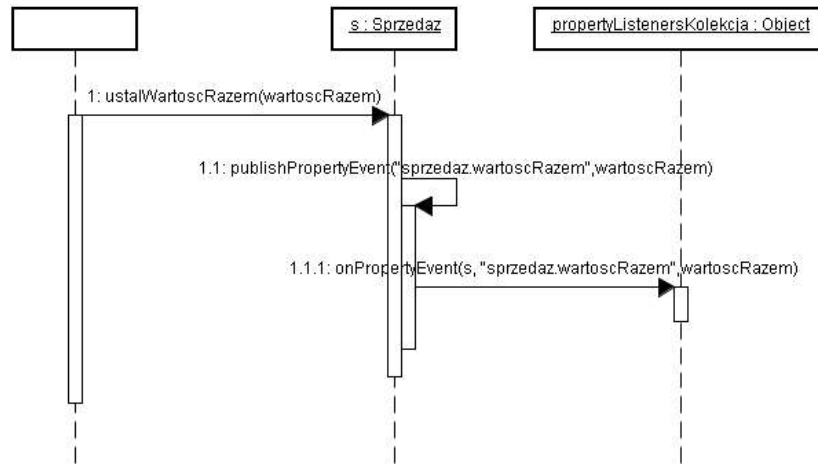 s : Sprzedaz
propertyListenersKolekcja : Object
1: ustalWartoscRazem(wartoscRazem)
1.1: publishPropertyEvent("sprzedaz.wartoscRazem",wartoscRazem)
1.1.1: onPropertyEvent(s, "sprzedaz.wartoscRazem",wartoscRazem)